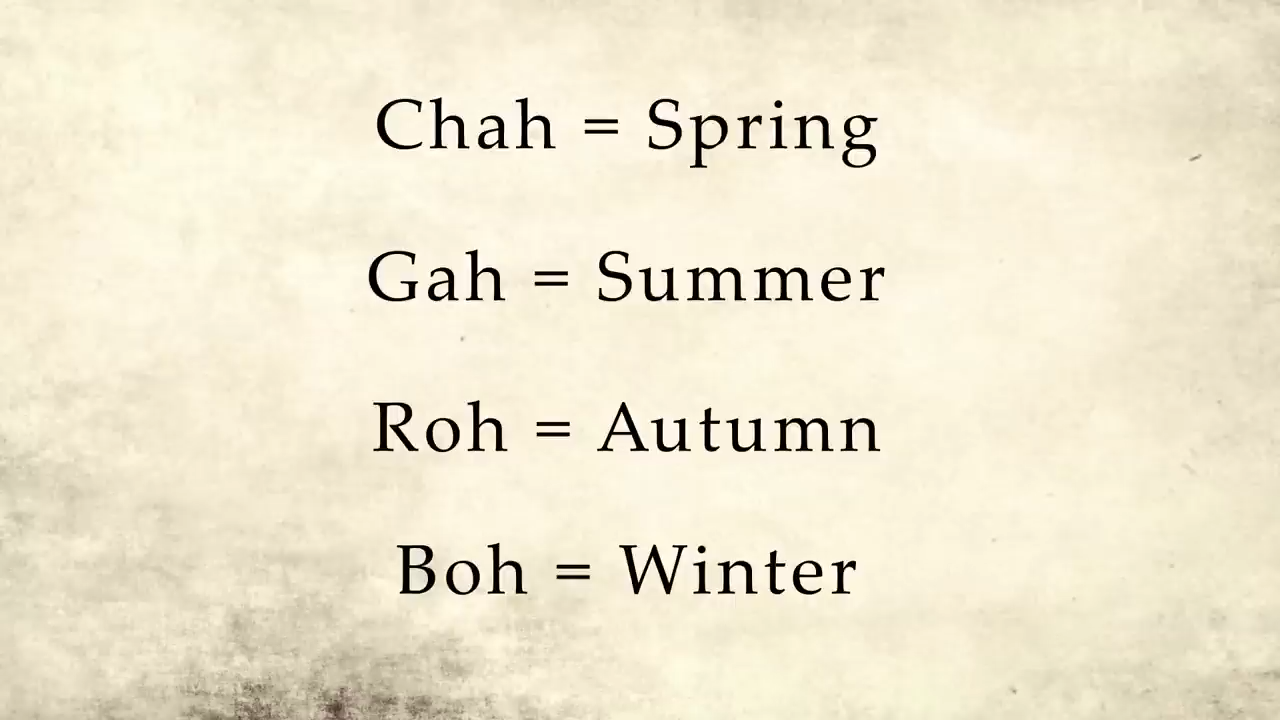 Chah = Spring
Gah = Summer
Roh = Autumn
Boh = Winter